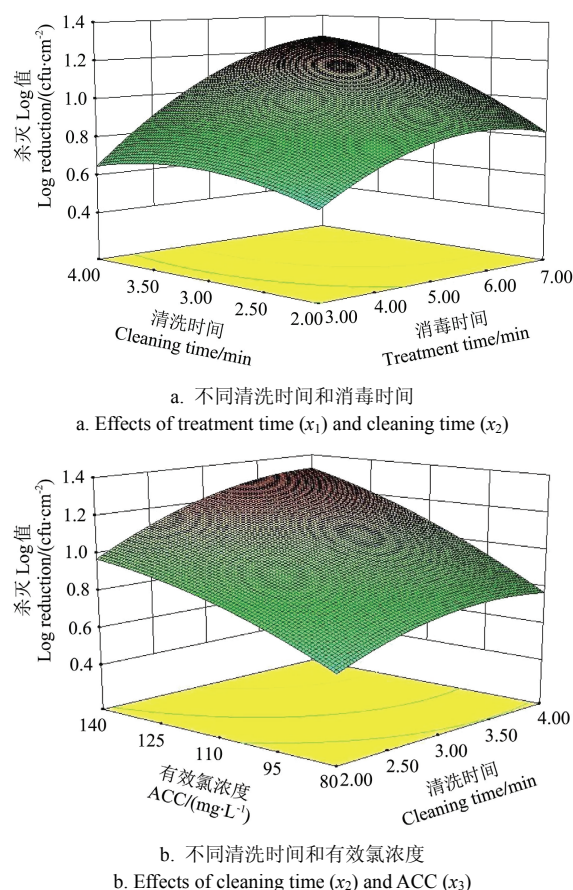 1.4
1.2
1.0
0.8
0.6
0.4
杀灭 Log 值
Log reduction/(cfu·cm⁻²)
4.00
3.50
3.00
2.50
2.00
清洗时间
Cleaning time/min
3.00
4.00
5.00
6.00
7.00
消毒时间
Treatment time/min
a. 不同清洗时间和消毒时间
a. Effects of treatment time (x₁) and cleaning time (x₂)
1.4
1.2
1.0
0.8
0.6
0.4
杀灭 Log 值
Log reduction/(cfu·cm⁻²)
140
125
110
95
80
有效氯浓度
ACC/(mg·L⁻¹)
2.00
2.50
3.00
3.50
4.00
清洗时间
Cleaning time/min
b. 不同清洗时间和有效氯浓度
b. Effects of cleaning time (x₂) and ACC (x₃)